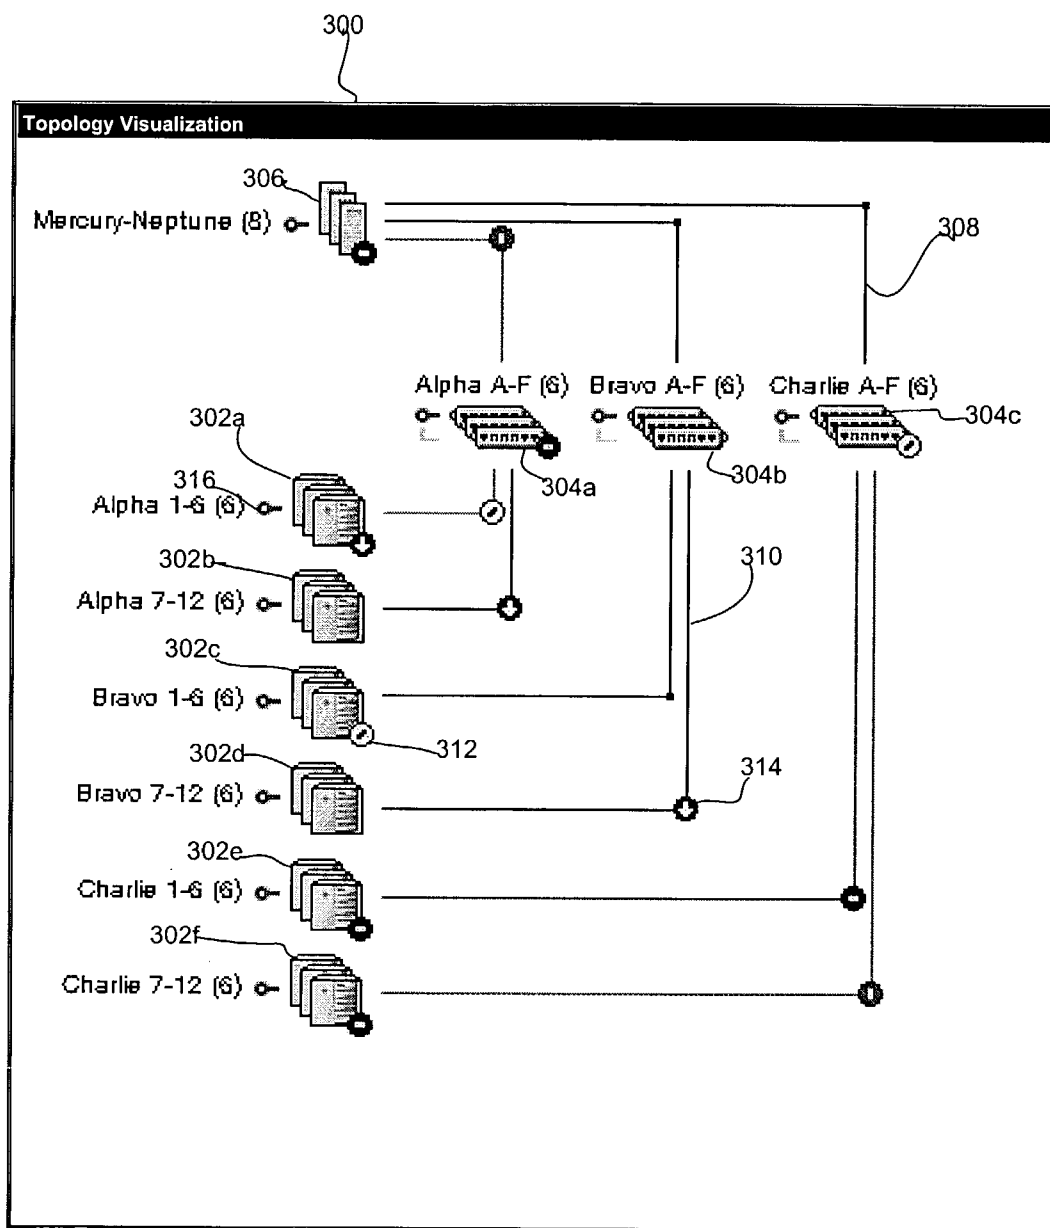 300
Topology Visualization
306
Mercury-Neptune (8)
308
Alpha A-F (6)
Bravo A-F (6)
Charlie A-F (6)
304c
302a
304a
304b
316
Alpha 1-6 (6)
302b
310
Alpha 7-12 (6)
302c
Bravo 1-6 (6)
312
302d
314
Bravo 7-12 (6)
302e
Charlie 1-6 (6)
302f
Charlie 7-12 (6)